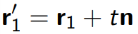 r′₁ = r₁ + tn